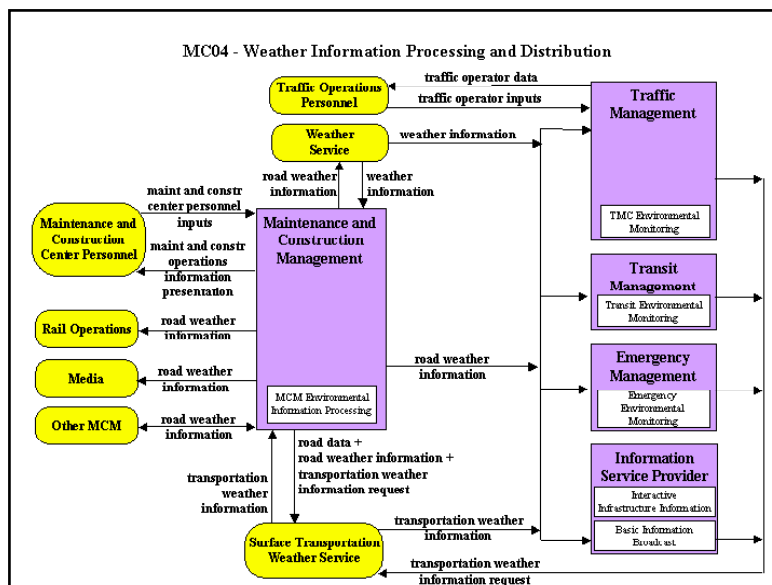 MC04 - Weather Information Processing and Distribution
traffic operator data
Traffic Operations
Personnel
traffic operator inputs
Traffic
Management
Weather
Service
weather information
road weather
information
weather
information
maint and constr
center personnel
inputs
Maintenance and
Construction
Center Personnel
maint and constr
operations
information
presentation
Maintenance and
Construction
Management
TMC Environmental
Monitoring
Transit
Management
Transit Environmental
Monitoring
Rail Operations
road weather
information
Media
road weather
information
road weather
information
Emergency
Management
Emergency
Environmental
Monitoring
MCM Environmental
Information Processing
Other MCM
road weather
information
transportation
weather
information
road data +
road weather information +
transportation weather
information request
Information
Service Provider
Interactive
Infrastructure Information
Basic Information
Broadcast
Surface Transportation
Weather Service
transportation weather
information
transportation weather
information request